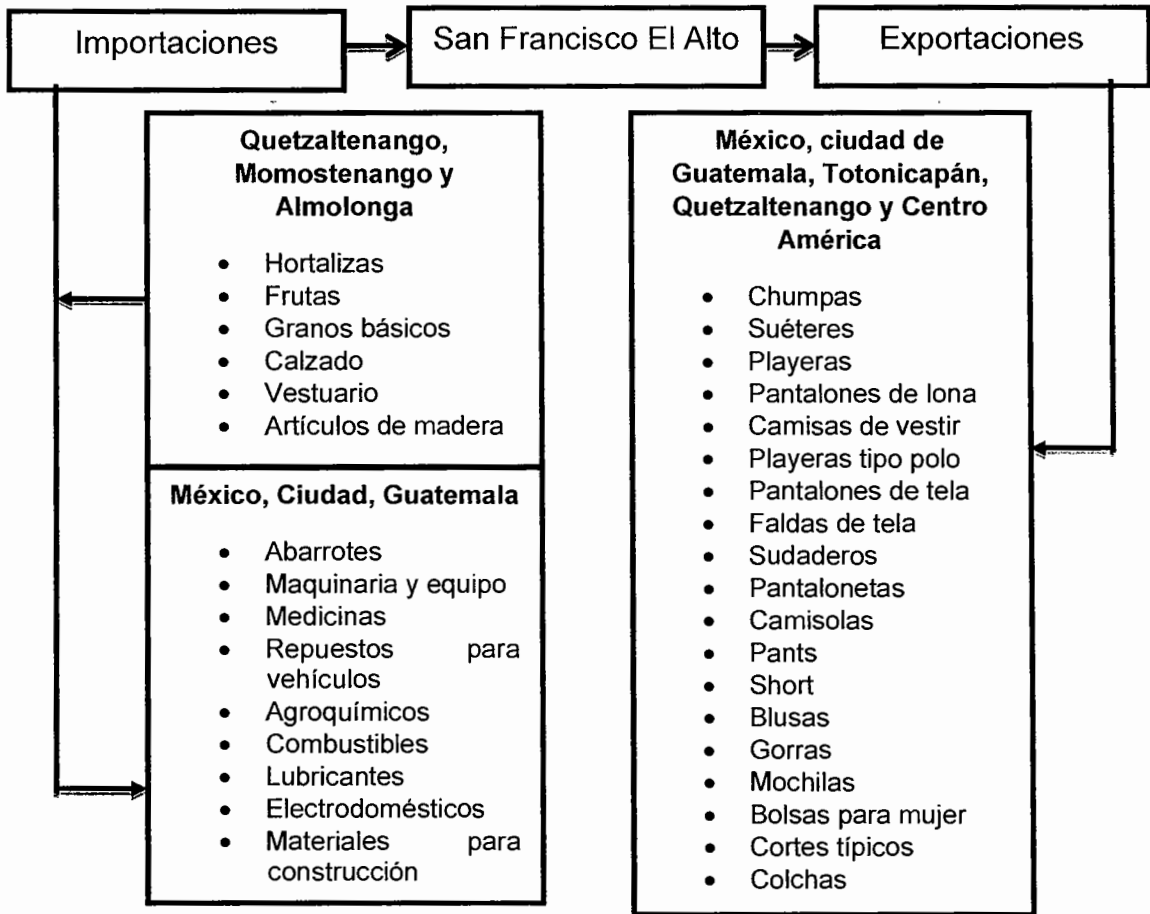 Importaciones
San Francisco El Alto
Exportaciones
Quetzaltenango,
Momostenango y
Almolonga
• Hortalizas
• Frutas
• Granos básicos
• Calzado
• Vestuario
• Artículos de madera
México, Ciudad, Guatemala
• Abarrotes
• Maquinaria y equipo
• Medicinas
• Repuestos para
vehículos
• Agroquímicos
• Combustibles
• Lubricantes
• Electrodomésticos
• Materiales para
construcción
México, ciudad de
Guatemala, Totonicapán,
Quetzaltenango y Centro
América
• Chumpas
• Suéteres
• Playeras
• Pantalones de lona
• Camisas de vestir
• Playeras tipo polo
• Pantalones de tela
• Faldas de tela
• Sudaderos
• Pantalonetas
• Camisolas
• Pants
• Short
• Blusas
• Gorras
• Mochilas
• Bolsas para mujer
• Cortes típicos
• Colchas